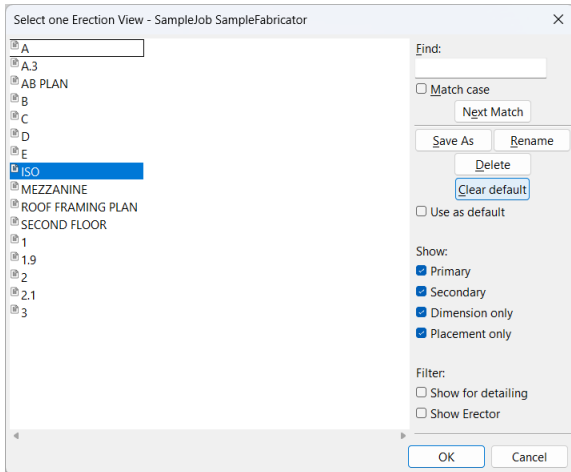 Select one Erection View - SampleJob SampleFabricator
A
A.3
AB PLAN
B
C
D
E
ISO
MEZZANINE
ROOF FRAMING PLAN
SECOND FLOOR
1
1.9
2
2.1
3
Find:
Match case
Next Match
Save As Rename
Delete
Clear default
Use as default
Show:
Primary
Secondary
Dimension only
Placement only
Filter:
Show for detailing
Show Erector
OK Cancel